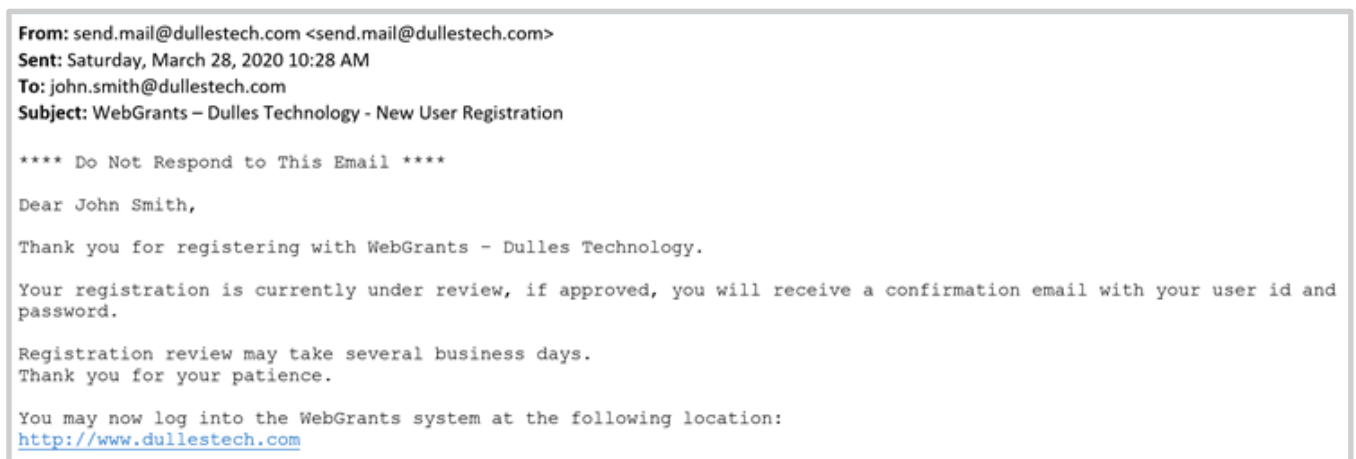 From: send.mail@dullestech.com <send.mail@dullestech.com>
Sent: Saturday, March 28, 2020 10:28 AM
To: john.smith@dullestech.com
Subject: WebGrants – Dulles Technology - New User Registration
**** Do Not Respond to This Email ****
Dear John Smith,
Thank you for registering with WebGrants – Dulles Technology.
Your registration is currently under review, if approved, you will receive a confirmation email with your user id and
password.
Registration review may take several business days.
Thank you for your patience.
You may now log into the WebGrants system at the following location:
http://www.dullestech.com